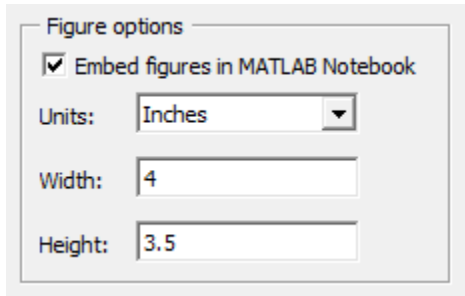 Figure options
Embed figures in MATLAB Notebook
Units: Inches
Width: 4
Height: 3.5